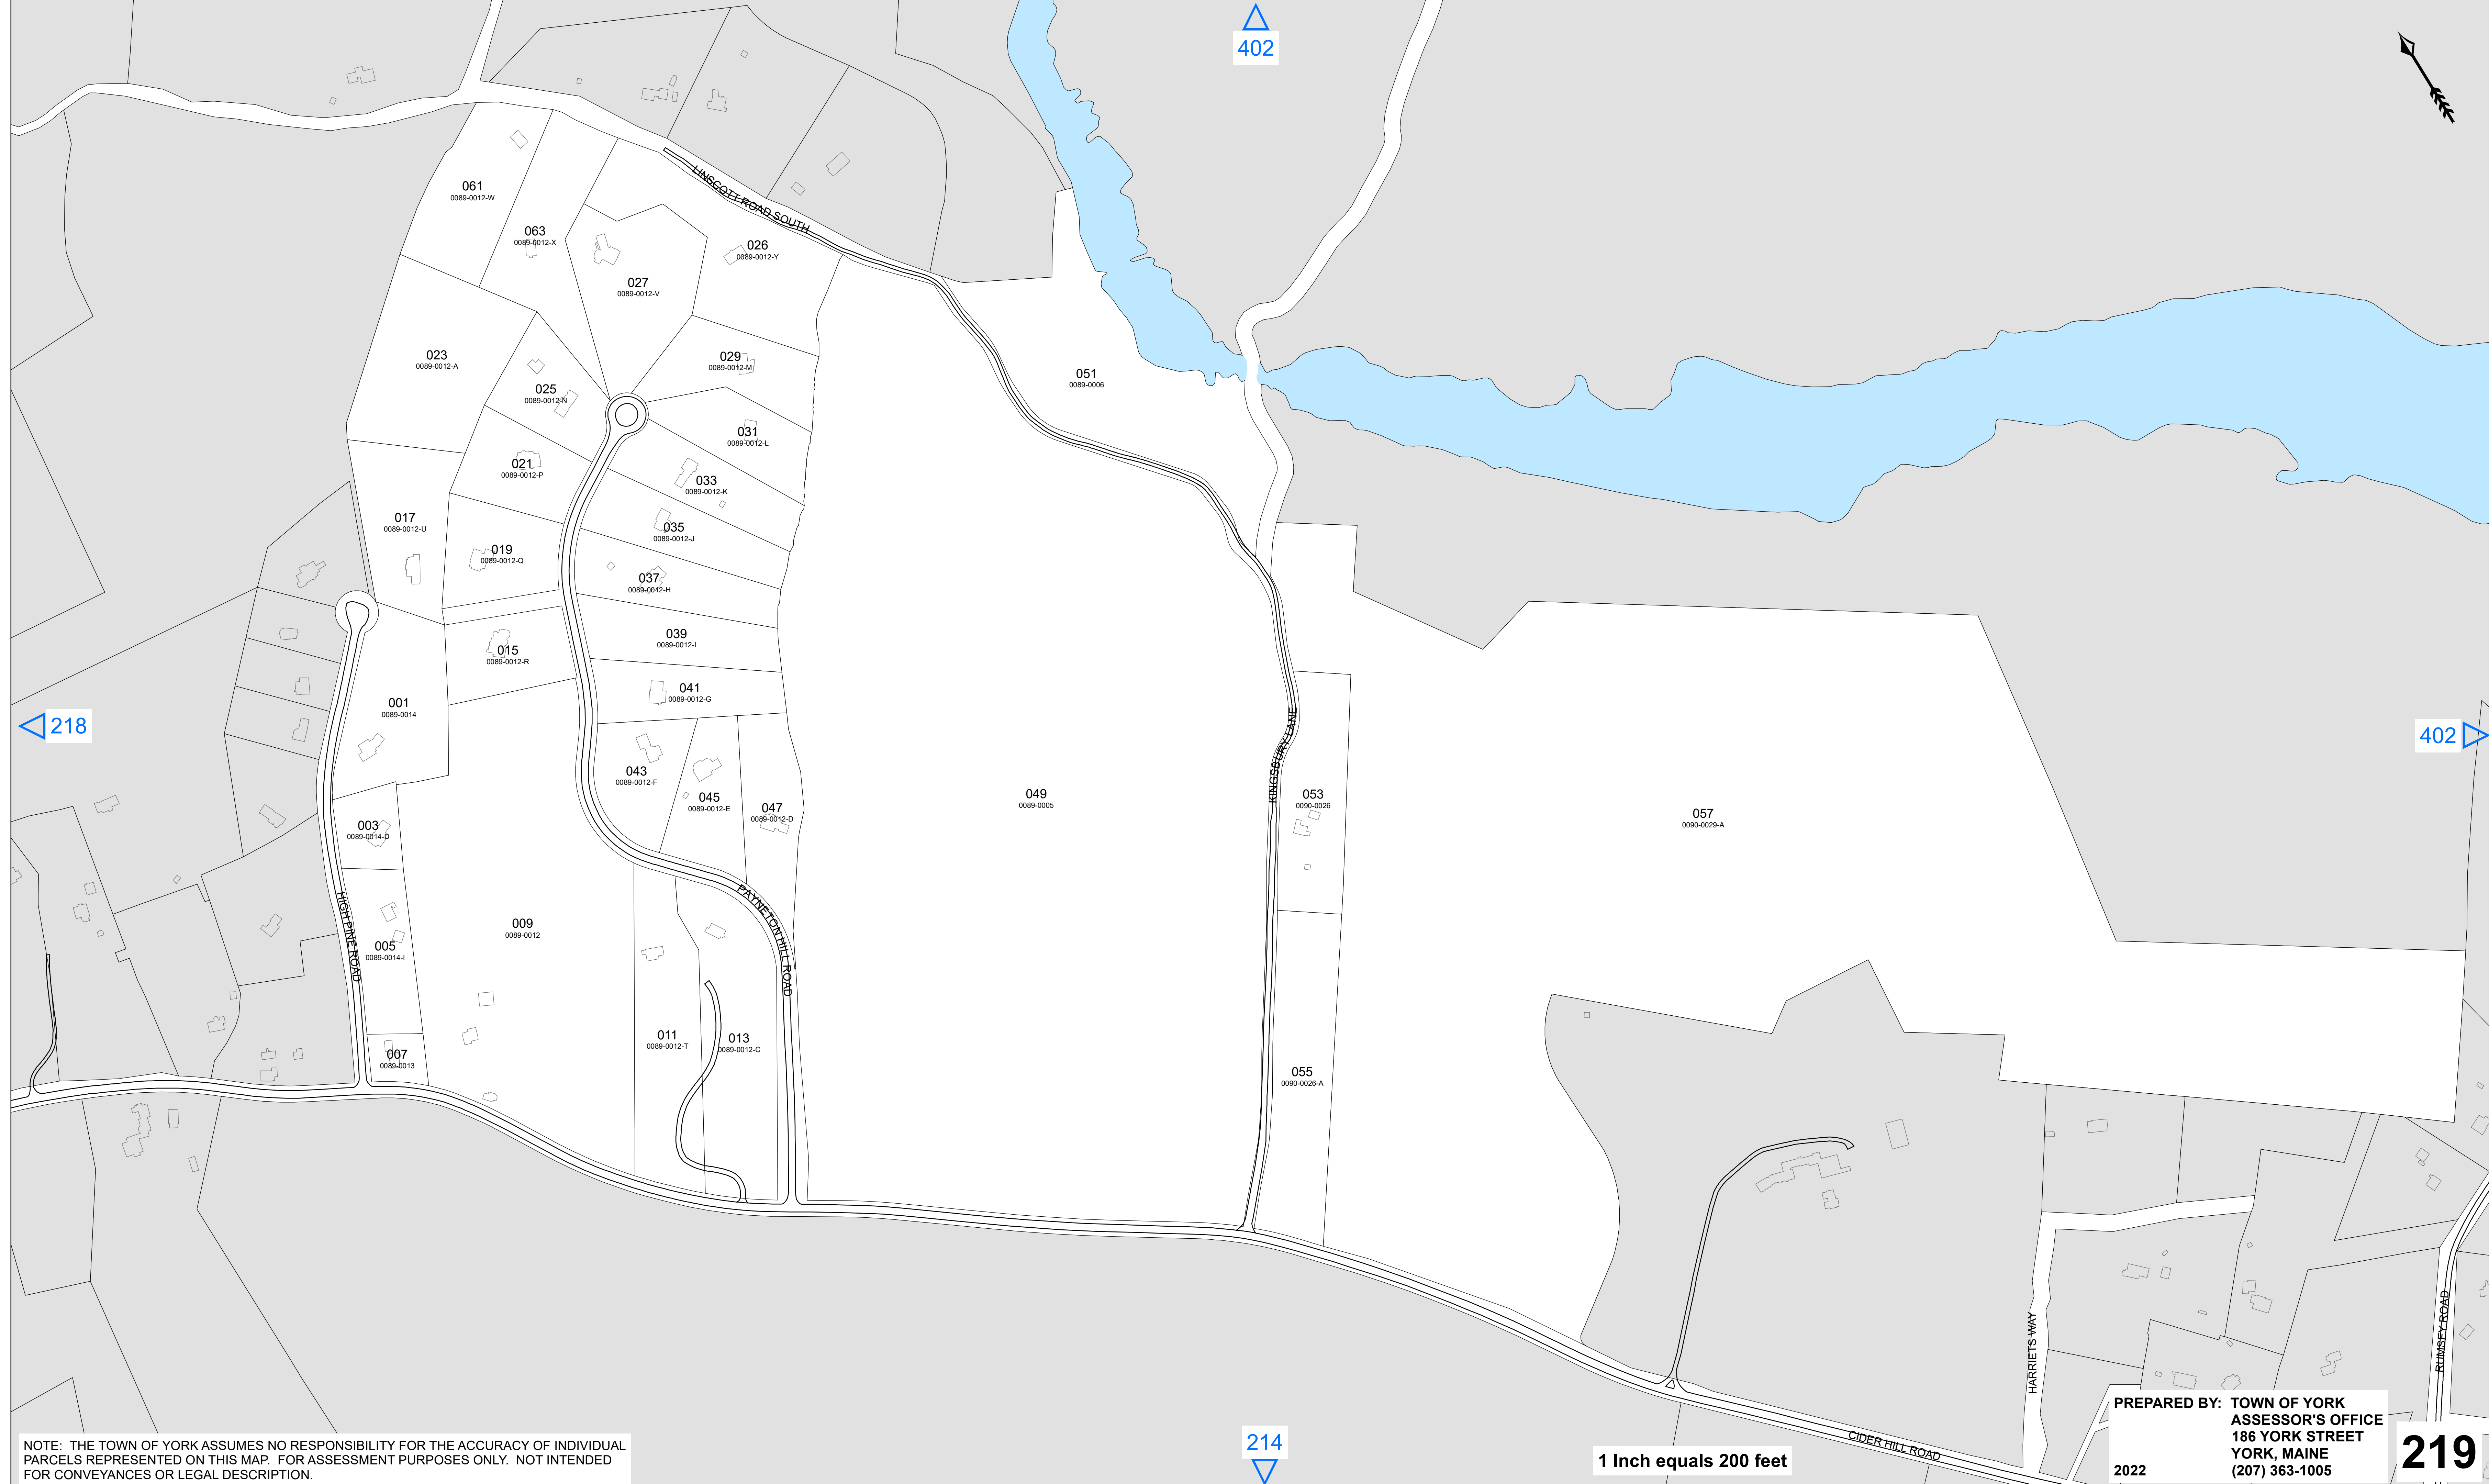 402
LINSCOTT ROAD SOUTH
061
0089-0012-W
063
0089-0012-X
026
0089-0012-Y
027
0089-0012-V
023
0089-0012-A
029
0089-0012-M
051
0089-0006
025
0089-0012-N
031
0089-0012-L
021
0089-0012-P
033
0089-0012-K
017
0089-0012-U
035
0089-0012-J
019
0089-0012-Q
037
0089-0012-H
039
0089-0012-I
015
0089-0012-R
041
0089-0012-G
001
0089-0014
218
402
KINGSBURY LANE
043
0089-0012-F
045
0089-0012-E
047
0089-0012-D
049
0089-0005
053
0090-0026
057
0090-0029-A
003
0089-0014-D
HIGH PINE ROAD
PAYNETON HILL ROAD
005
0089-0014-I
009
0089-0012
011
0089-0012-T
013
0089-0012-C
007
0089-0013
055
0090-0026-A
HARRIETS WAY
RUMSEY ROAD
CIDER HILL ROAD
NOTE: THE TOWN OF YORK ASSUMES NO RESPONSIBILITY FOR THE ACCURACY OF INDIVIDUAL
PARCELS REPRESENTED ON THIS MAP. FOR ASSESSMENT PURPOSES ONLY. NOT INTENDED
FOR CONVEYANCES OR LEGAL DESCRIPTION.
214
1 Inch equals 200 feet
PREPARED BY: TOWN OF YORK
ASSESSOR'S OFFICE
186 YORK STREET
YORK, MAINE
2022 (207) 363-1005
219